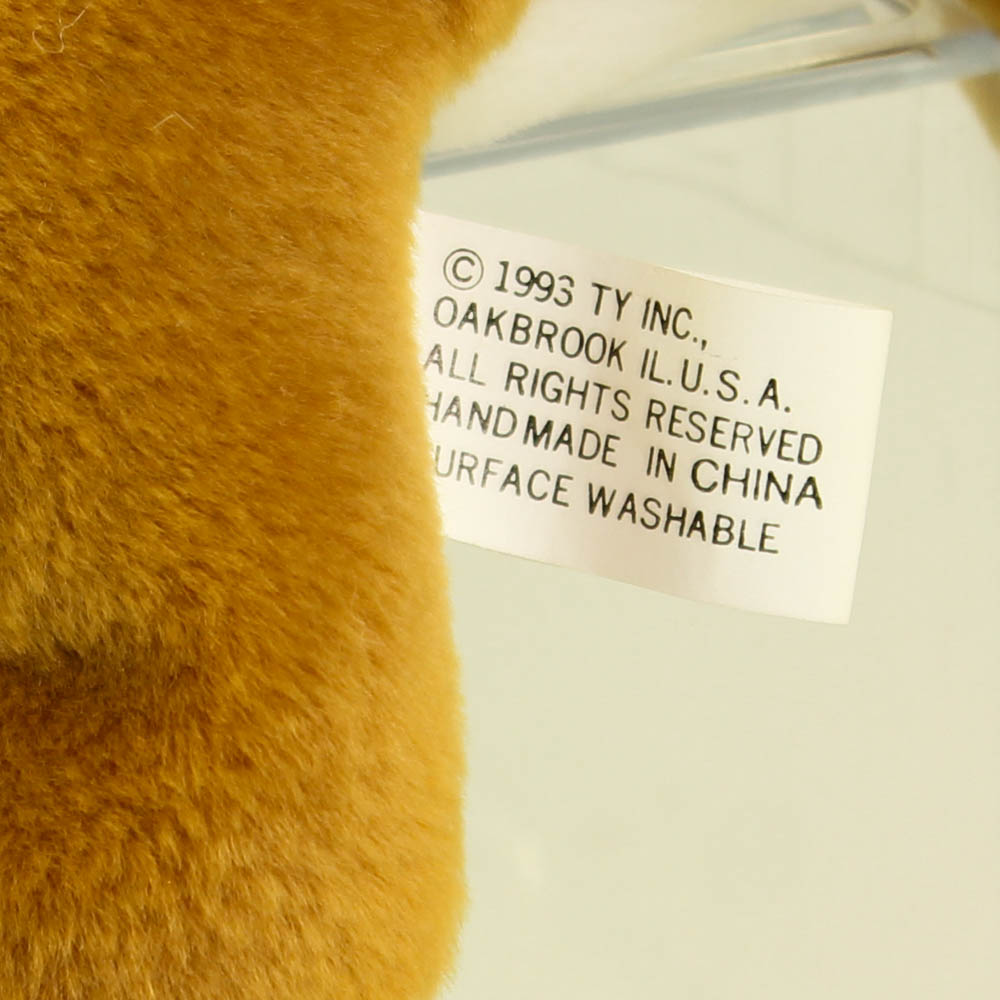 © 1993 TY INC.,
OAKBROOK IL. U.S.A.
ALL RIGHTS RESERVED
HANDMADE IN CHINA
URFACE WASHABLE